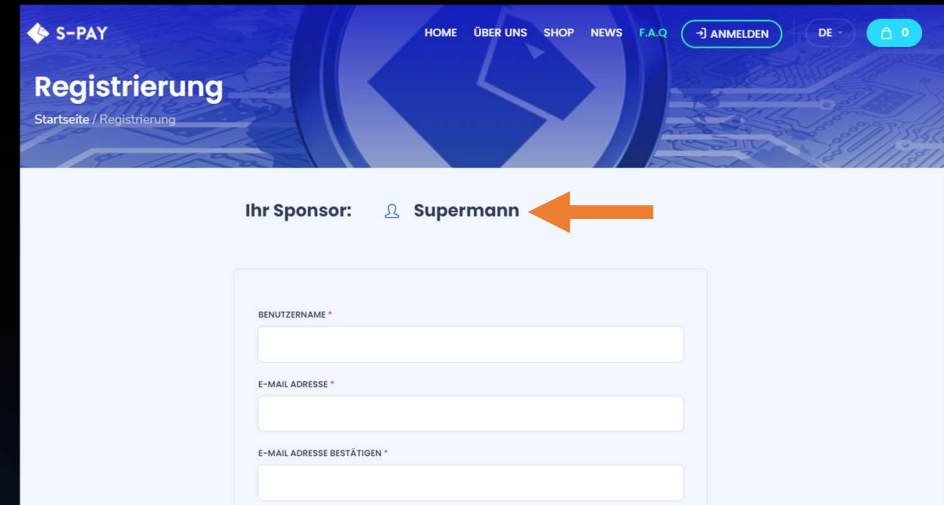 S-PAY
HOME ÜBER UNS SHOP NEWS F.A.Q ANMELDEN DE 0
Registrierung
Startseite / Registrierung
Ihr Sponsor: Supermann
BENUTZERNAME *
E-MAIL ADRESSE *
E-MAIL ADRESSE BESTÄTIGEN *